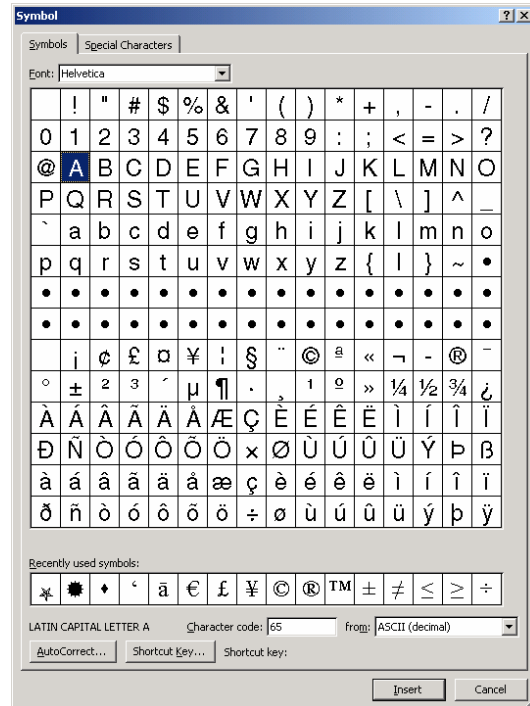 Symbol
Symbols Special Characters
Font: Helvetica
! " # $ % & ' ( ) * + , - . /
0 1 2 3 4 5 6 7 8 9 : ; < = > ?
@ A B C D E F G H I J K L M N O
P Q R S T U V W X Y Z [ \ ] ^ _
` a b c d e f g h i j k l m n o
p q r s t u v w x y z { | } ~ •
• • • • • • • • • • • • • • • •
• • • • • • • • • • • • • • • •
¡ ¢ £ ¤ ¥ ¦ § ¨ © ª « ¬ - ® ¯
° ± ² ³ ´ µ ¶ · ¸ ¹ º » ¼ ½ ¾ ¿
À Á Â Ã Ä Å Æ Ç È É Ê Ë Ì Í Î Ï
Ð Ñ Ò Ó Ô Õ Ö × Ø Ù Ú Û Ü Ý Þ ß
à á â ã ä å æ ç è é ê ë ì í î ï
ð ñ ò ó ô õ ö ÷ ø ù ú û ü ý þ ÿ
Recently used symbols:
✭ ✹ ♦ ‘ ā € £ ¥ © ® ™ ± ≠ ≤ ≥ ÷
LATIN CAPITAL LETTER A Character code: 65 from: ASCII (decimal)
AutoCorrect... Shortcut Key... Shortcut key:
Insert Cancel